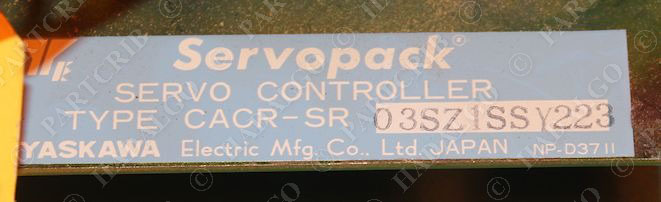 Servopack®
SERVO CONTROLLER
TYPE CACR-SR 03SZ1SSY223
YASKAWA Electric Mfg. Co., Ltd. JAPAN NP-D3711